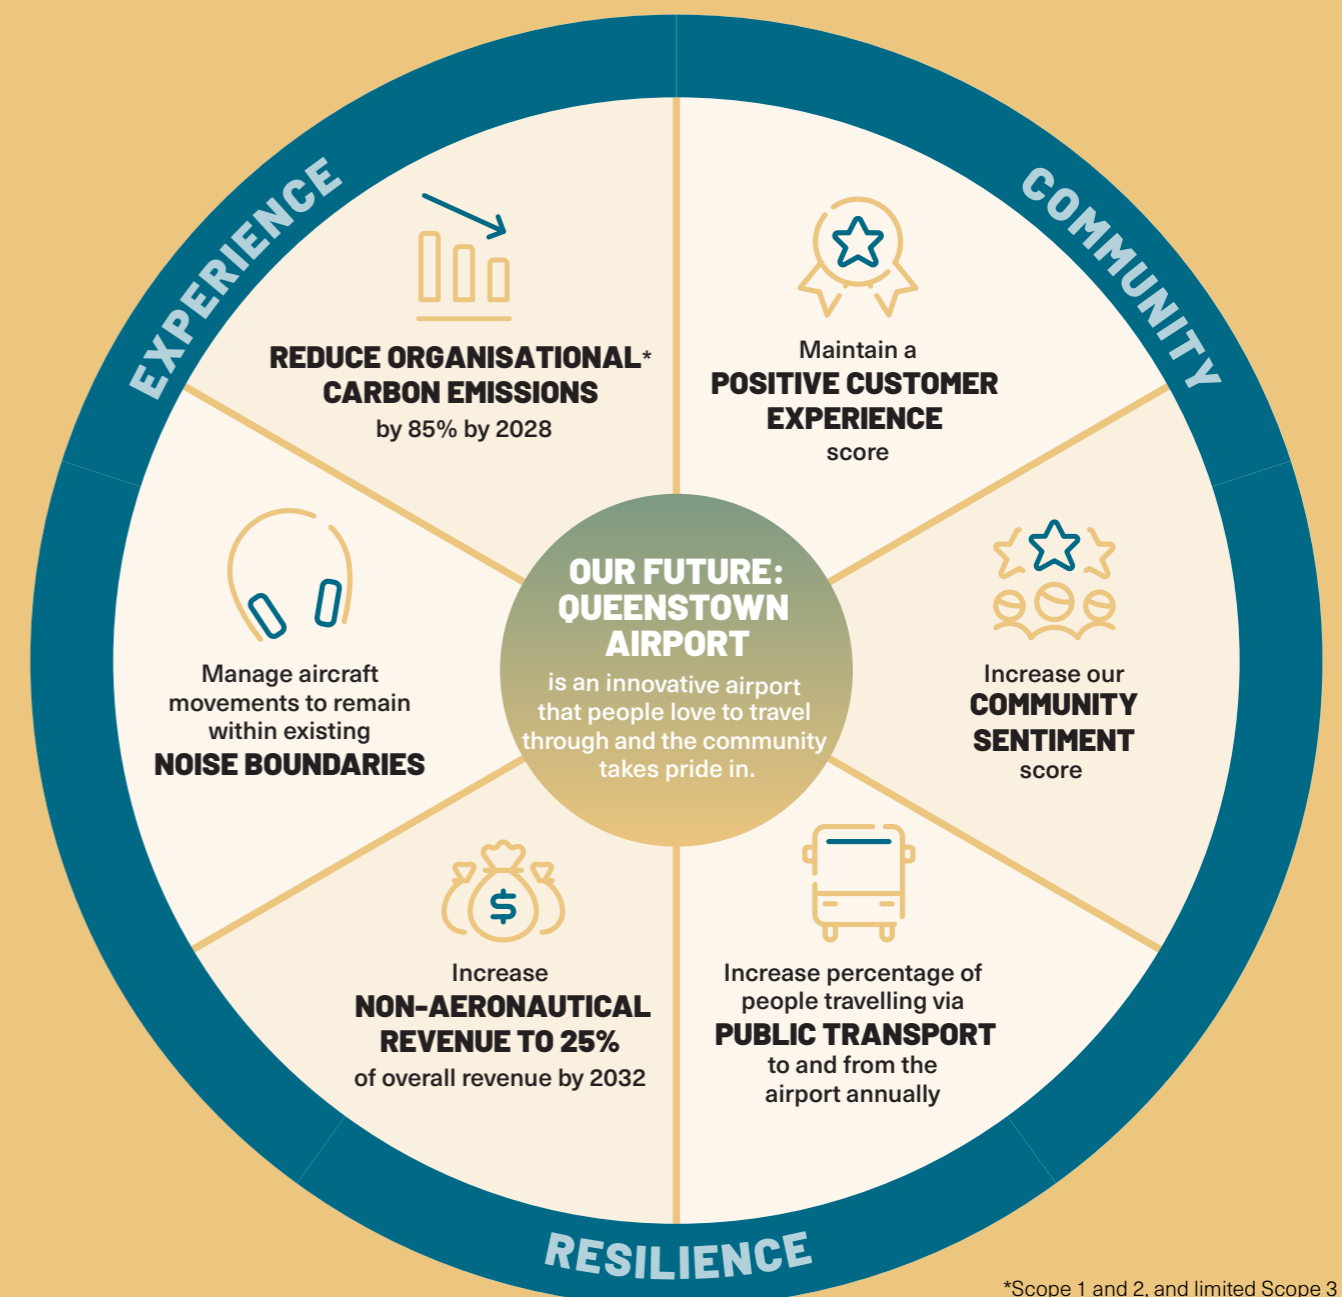 EXPERIENCE
COMMUNITY
REDUCE ORGANISATIONAL*
CARBON EMISSIONS
by 85% by 2028
Maintain a
POSITIVE CUSTOMER
EXPERIENCE
score
Manage aircraft
movements to remain
within existing
NOISE BOUNDARIES
OUR FUTURE:
QUEENSTOWN
AIRPORT
is an innovative airport
that people love to travel
through and the community
takes pride in.
Increase our
COMMUNITY
SENTIMENT
score
$
Increase
NON-AERONAUTICAL
REVENUE TO 25%
of overall revenue by 2032
Increase percentage of
people travelling via
PUBLIC TRANSPORT
to and from the
airport annually
RESILIENCE
*Scope 1 and 2, and limited Scope 3